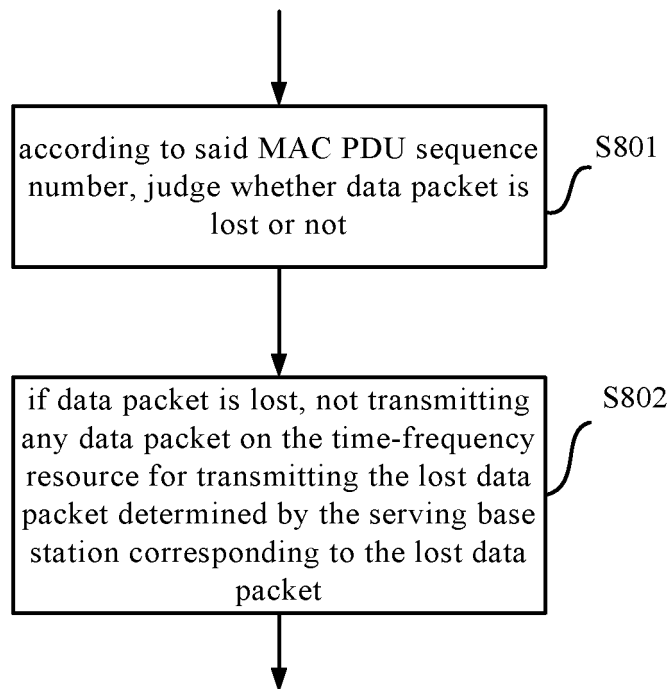 according to said MAC PDU sequence
number, judge whether data packet is
lost or not
S801
if data packet is lost, not transmitting
any data packet on the time-frequency
resource for transmitting the lost data
packet determined by the serving base
station corresponding to the lost data
packet
S802